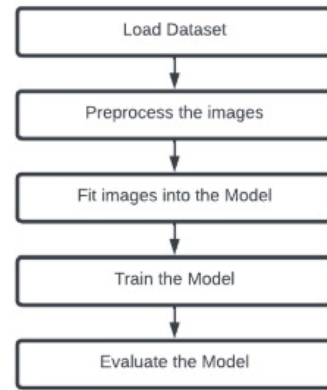 Load Dataset
Preprocess the images
Fit images into the Model
Train the Model
Evaluate the Model